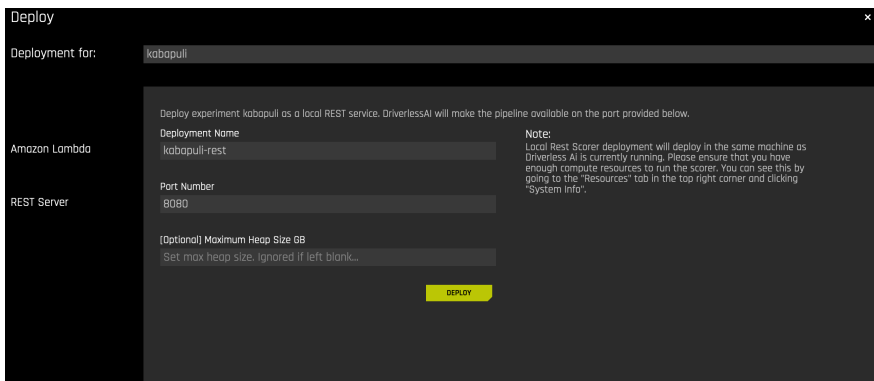 Deploy
×
Deployment for:
kabapuli
Amazon Lambda
REST Server
Deploy experiment kabapuli as a local REST service. DriverlessAI will make the pipeline available on the port provided below.
Deployment Name
kabapuli-rest
Port Number
8080
[Optional] Maximum Heap Size GB
Set max heap size. Ignored if left blank...
DEPLOY
Note:
Local Rest Scorer deployment will deploy in the same machine as
Driverless Ai is currently running. Please ensure that you have
enough compute resources to run the scorer. You can see this by
going to the "Resources" tab in the top right corner and clicking
"System Info".